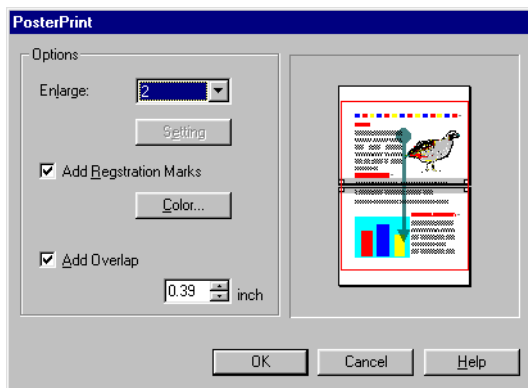 PosterPrint
Options
Enlarge:
2
Setting
Add Regstration Marks
Color...
Add Overlap
0.39
inch
OK
Cancel
Help